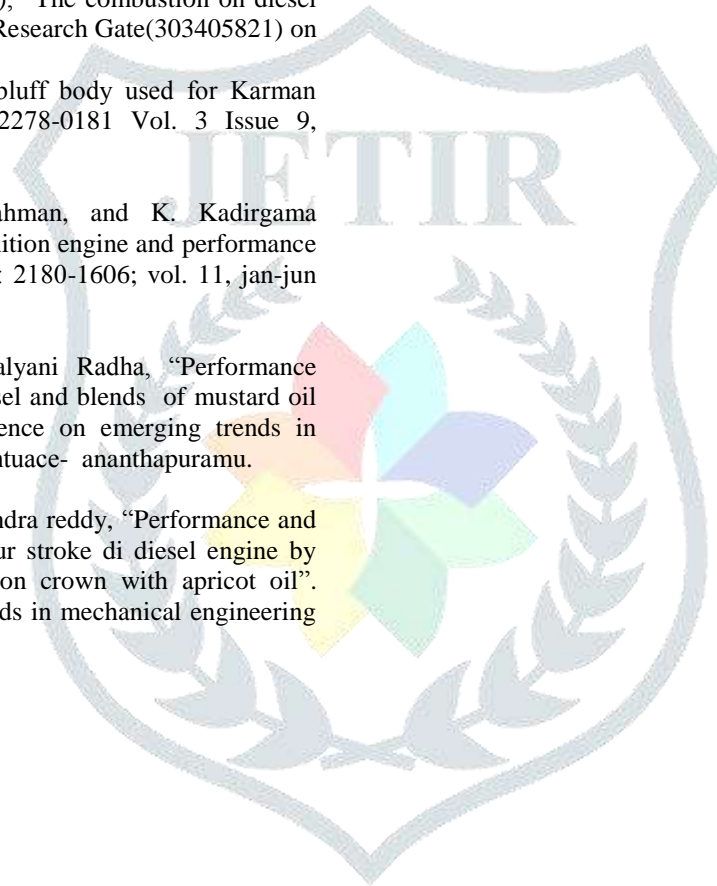 ), “The combustion on diesel
Research Gate(303405821) on
bluff body used for Karman
2278-0181 Vol. 3 Issue 9,
JETIR
ahman, and K. Kadirgama
nition engine and performance
: 2180-1606; vol. 11, jan-jun
alyani Radha, “Performance
sel and blends of mustard oil
ence on emerging trends in
ntuace- ananthapuramu.
ndra reddy, “Performance and
ur stroke di diesel engine by
on crown with apricot oil”.
ds in mechanical engineering